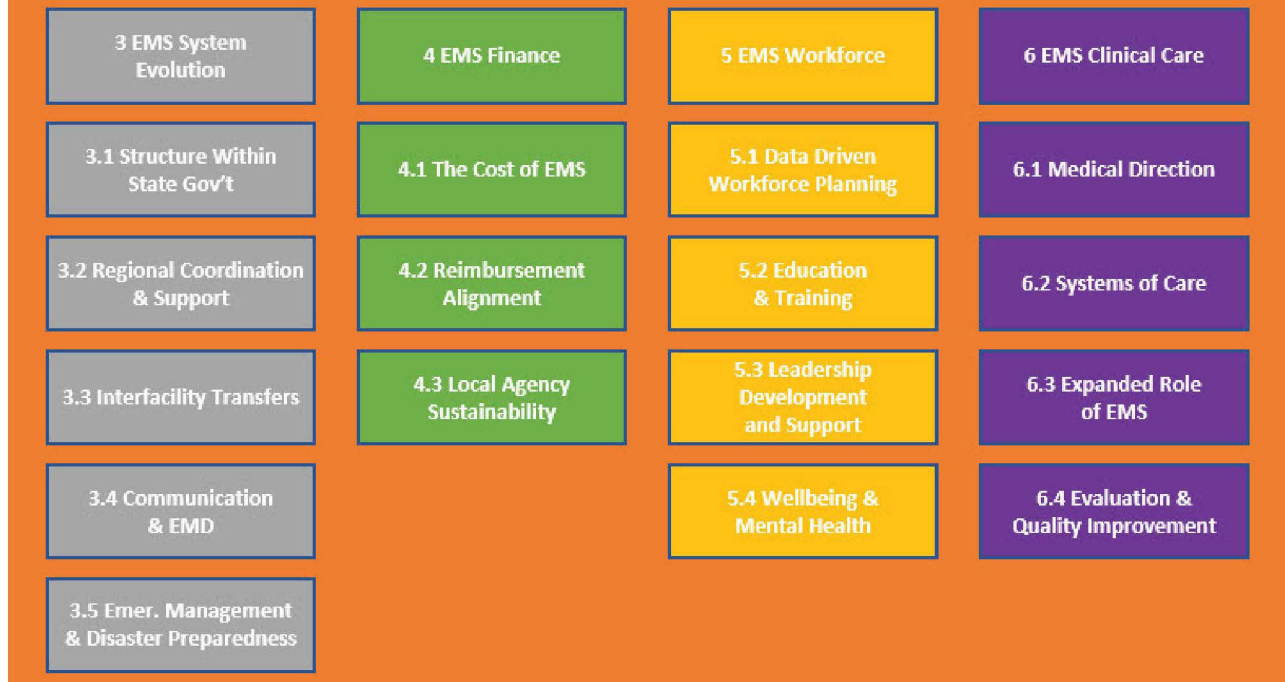 3 EMS System
Evolution
4 EMS Finance
5 EMS Workforce
6 EMS Clinical Care
3.1 Structure Within
State Gov't
4.1 The Cost of EMS
5.1 Data Driven
Workforce Planning
6.1 Medical Direction
3.2 Regional Coordination
& Support
4.2 Reimbursement
Alignment
5.2 Education
& Training
6.2 Systems of Care
3.3 Interfacility Transfers
4.3 Local Agency
Sustainability
5.3 Leadership
Development
and Support
6.3 Expanded Role
of EMS
3.4 Communication
& EMD
5.4 Wellbeing &
Mental Health
6.4 Evaluation &
Quality Improvement
3.5 Emer. Management
& Disaster Preparedness